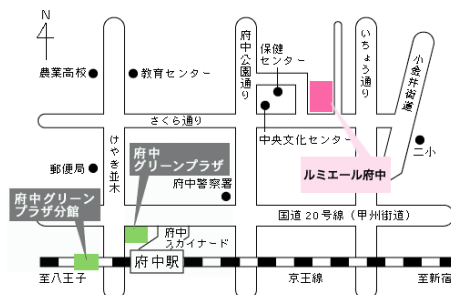 N
農業高校
教育センター
府中公園通り
保健
センター
いちょう通り
小金井街道
さくら通り
中央文化センター
ルミエール府中
二小
けやき並木
郵便局
府中
グリーンプラザ
府中警察署
府中グリーン
プラザ分館
国道20号線（甲州街道）
府中
スカイナード
府中駅
至八王子
京王線
至新宿